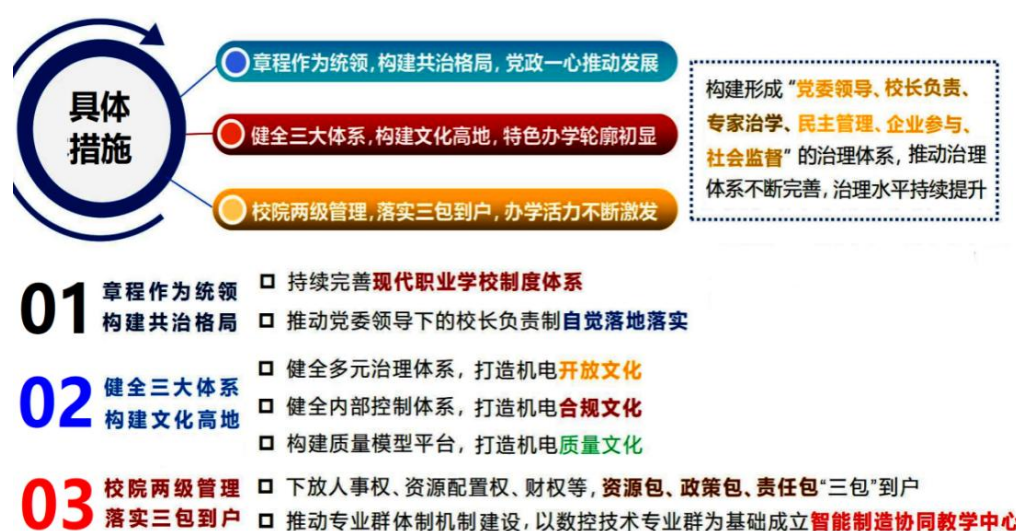 具体
措施
章程作为统领,构建共治格局,党政一心推动发展
健全三大体系,构建文化高地,特色办学轮廓初显
校院两级管理,落实三包到户,办学活力不断激发
构建形成“党委领导、校长负责、
专家治学、民主管理、企业参与、
社会监督”的治理体系，推动治理
体系不断完善,治理水平持续提升
01
章程作为统领
构建共治格局
持续完善现代职业学校制度体系
推动党委领导下的校长负责制自觉落地落实
02
健全三大体系
构建文化高地
健全多元治理体系，打造机电开放文化
健全内部控制体系，打造机电合规文化
构建质量模型平台，打造机电质量文化
03
校院两级管理
落实三包到户
下放人事权、资源配置权、财权等,资源包、政策包、责任包“三包”到户
推动专业群体制机制建设,以数控技术专业群为基础成立智能制造协同教学中心